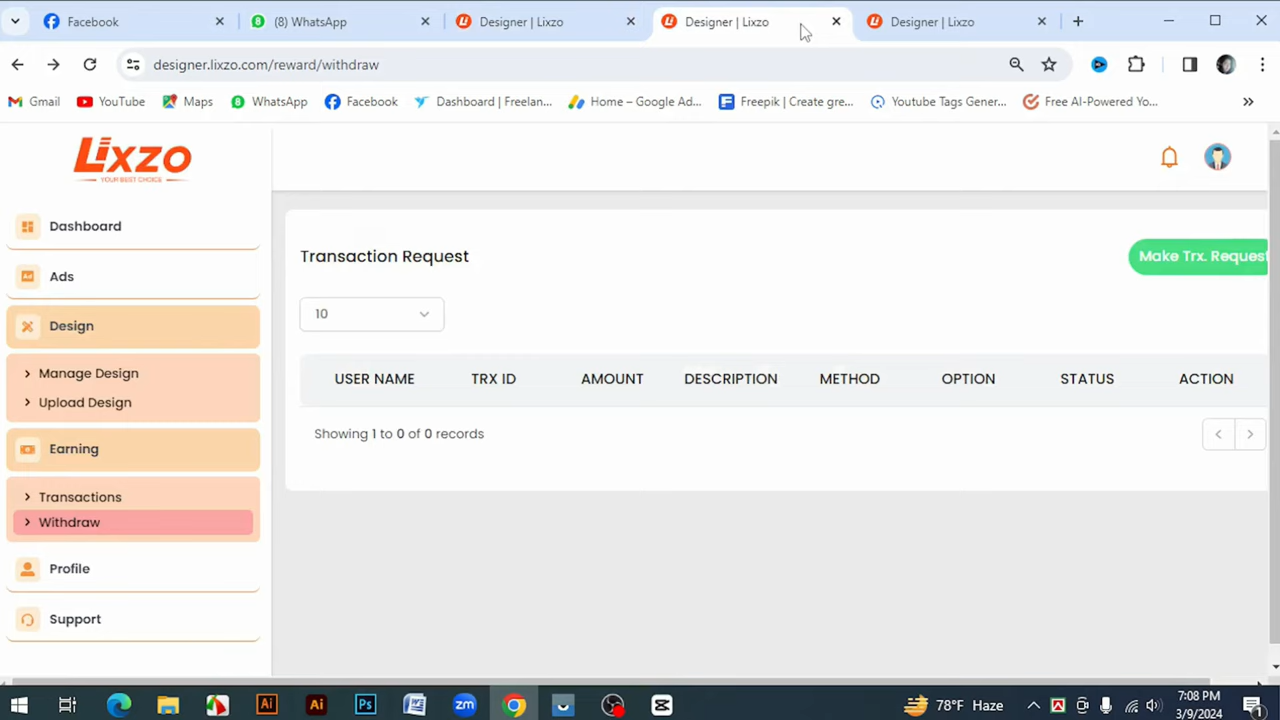 Facebook
(8) WhatsApp
Designer | Lixzo
Designer | Lixzo
Designer | Lixzo
designer.lixzo.com/reward/withdraw
Gmail
YouTube
Maps
WhatsApp
Facebook
Dashboard | Freelan...
Home – Google Ad...
Freepik | Create gre...
Youtube Tags Gener...
Free AI-Powered Yo...
Lixzo
YOUR BEST CHOICE
Dashboard
Ads
Design
Manage Design
Upload Design
Earning
Transactions
Withdraw
Profile
Support
Transaction Request
Make Trx. Request
10
USER NAME TRX ID AMOUNT DESCRIPTION METHOD OPTION STATUS ACTION
Showing 1 to 0 of 0 records
78°F Haze
7:08 PM
3/9/2024